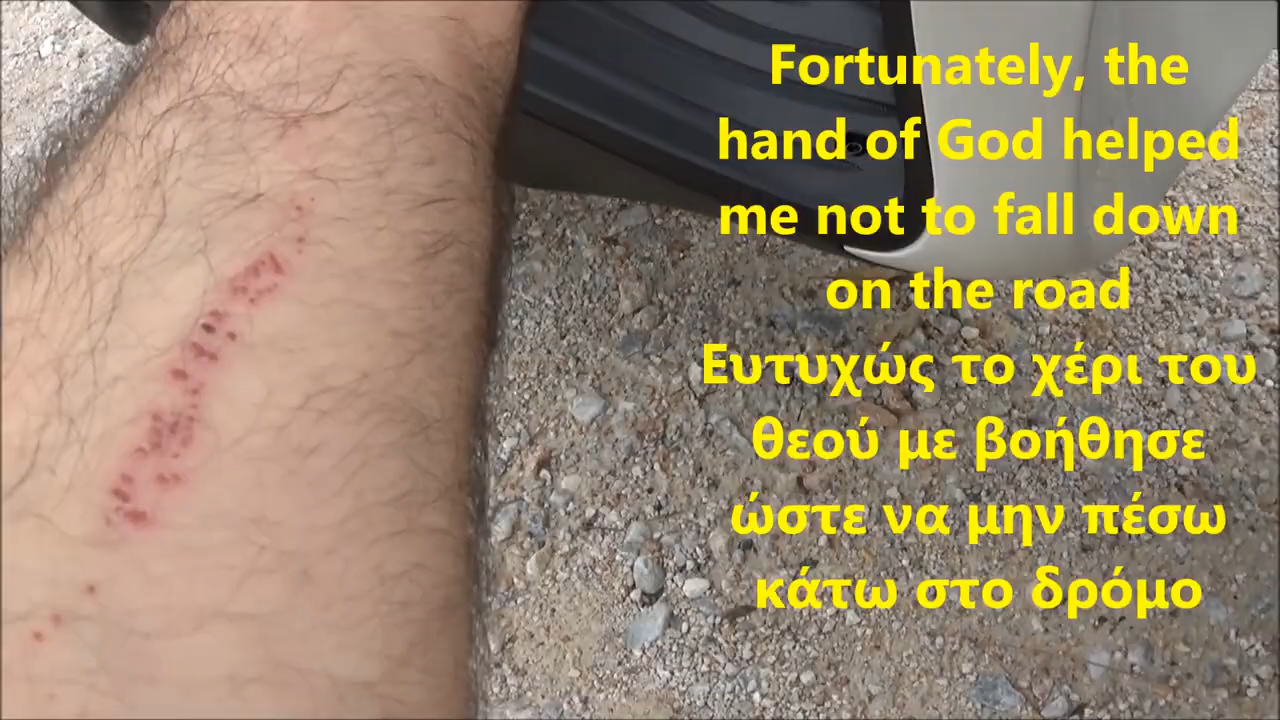 Fortunately, the
hand of God helped
me not to fall down
on the road
Ευτυχώς το χέρι του
θεού με βοήθησε
ώστε να μην πέσω
κάτω στο δρόμο